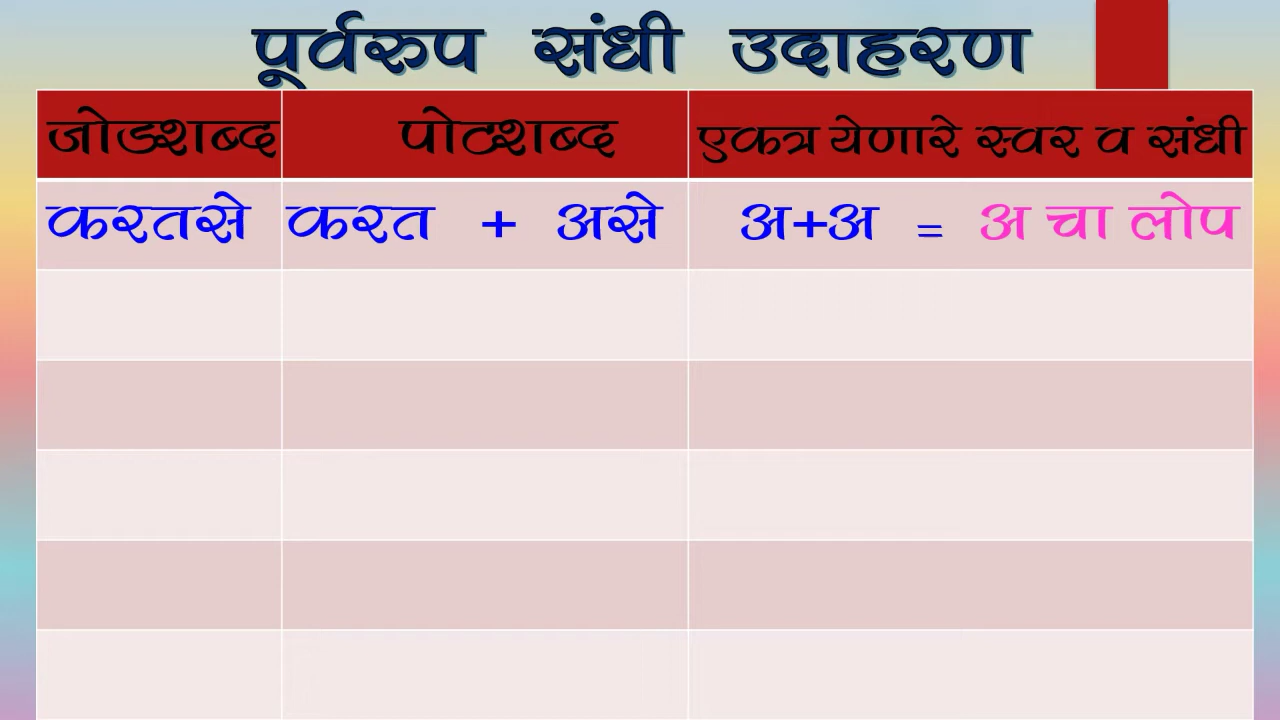 पूर्वरुप संधी उदाहरण
जोडशब्द पोटशब्द एकत्र येणारे स्वर व संधी
करतसे करत + असे अ+अ = अ चा लोप